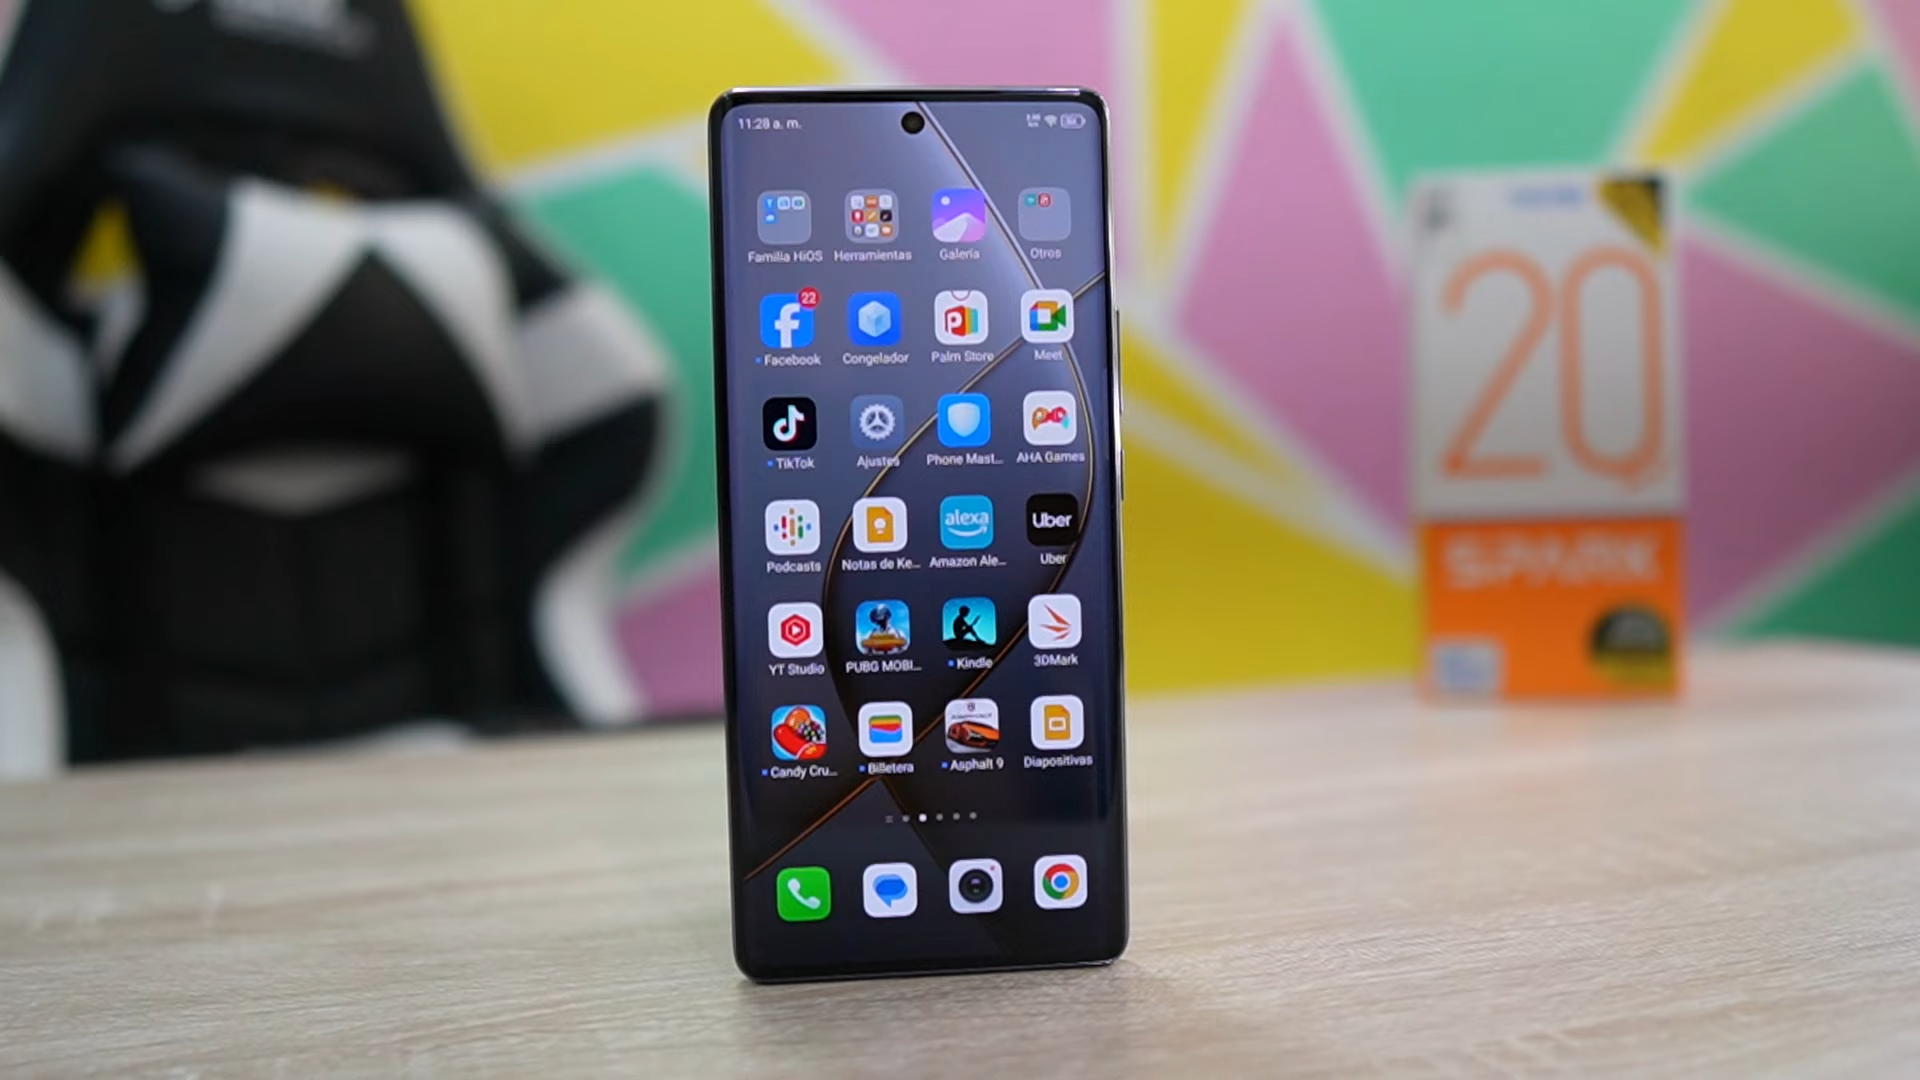 11:28 a. m.
Familia HiOS
Herramientas
Galería
Otros
22
Facebook
Congelador
Palm Store
Meet
TikTok
Ajustes
Phone Mast...
AHA Games
Podcasts
Notas de Ke...
alexa
Amazon Ale...
Uber
Uber
YT Studio
PUBG MOBI...
Kindle
3DMark
Candy Cru...
Billetera
Asphalt 9
Diapositivas
20
SPARK